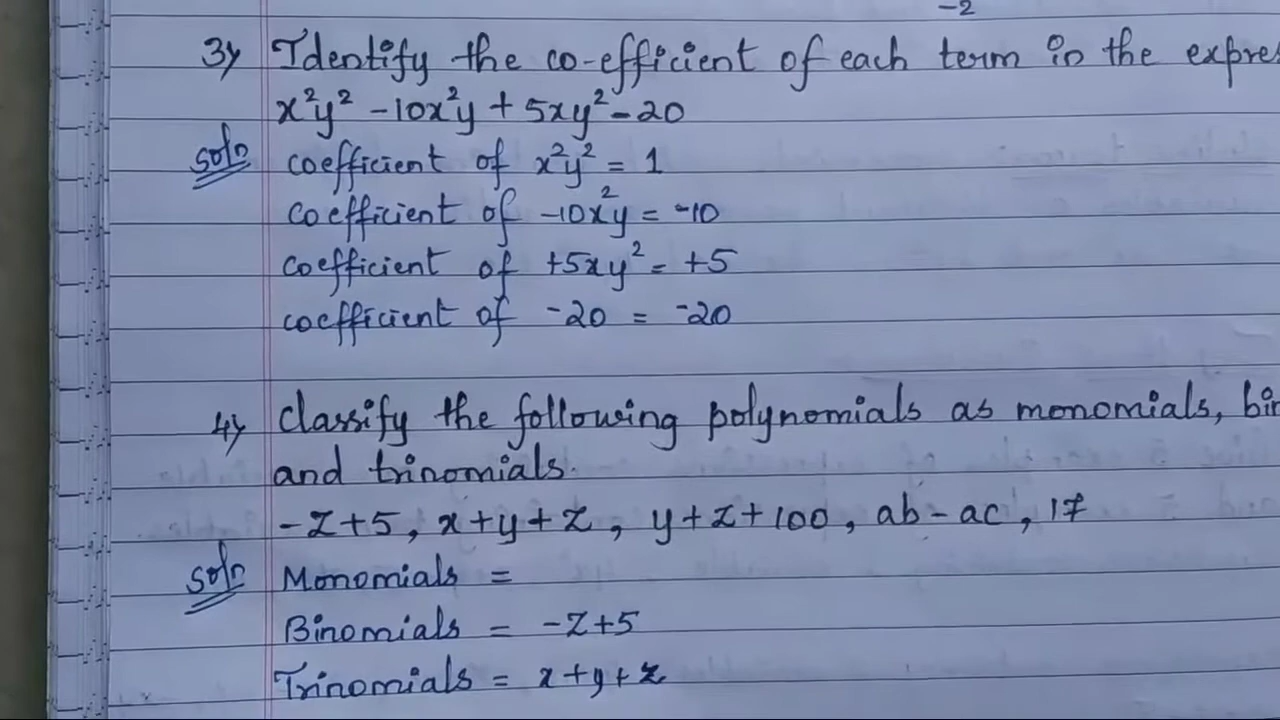 -2
3) Identify the co-efficient of each term in the expres
x²y² -10x²y + 5xy² - 20
Soln coefficient of x²y² = 1
coefficient of -10x²y = -10
coefficient of +5xy² = +5
coefficient of -20 = -20
4) Classify the following polynomials as monomials, bin
and trinomials.
-z+5, x+y+z, y+z+100, ab-ac, 17
Soln Monomials =
Binomials = -z+5
Trinomials = x+y+z